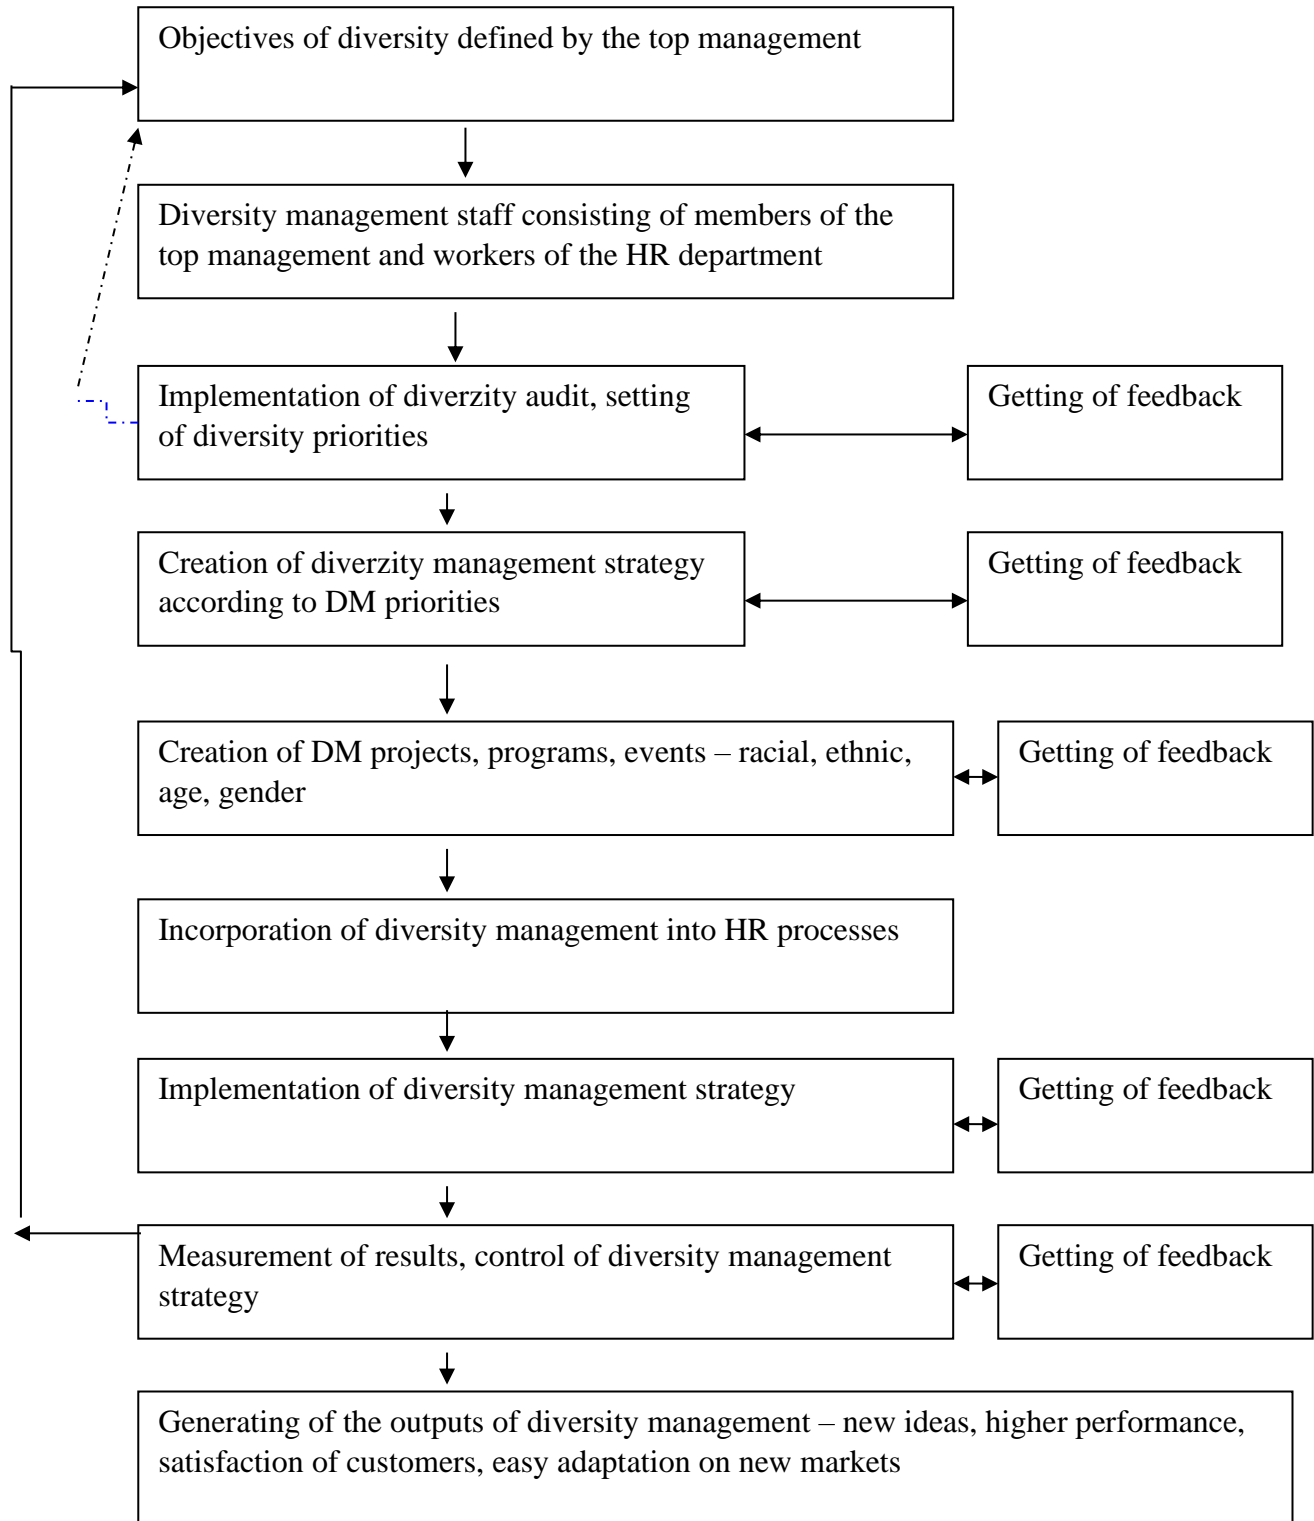 Objectives of diversity defined by the top management
Diversity management staff consisting of members of the
top management and workers of the HR department
Implementation of diverzity audit, setting
of diversity priorities
Getting of feedback
Creation of diverzity management strategy
according to DM priorities
Getting of feedback
Creation of DM projects, programs, events – racial, ethnic,
age, gender
Getting of feedback
Incorporation of diversity management into HR processes
Implementation of diversity management strategy
Getting of feedback
Measurement of results, control of diversity management
strategy
Getting of feedback
Generating of the outputs of diversity management – new ideas, higher performance,
satisfaction of customers, easy adaptation on new markets